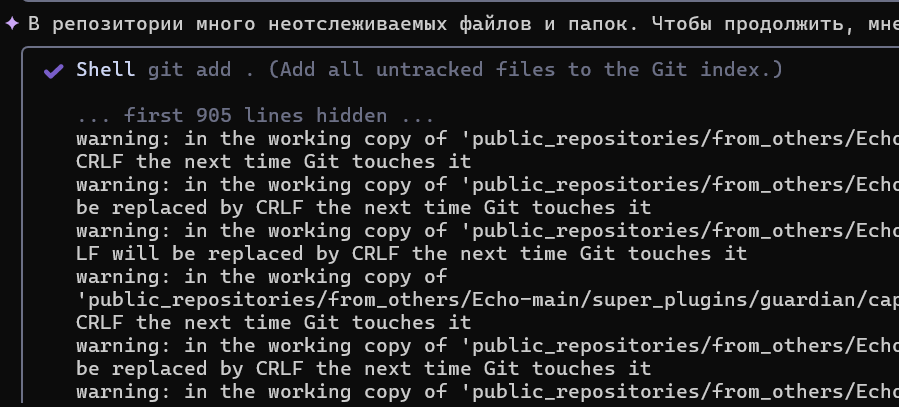 ✦ В репозитории много неотслеживаемых файлов и папок. Чтобы продолжить, мне
✔ Shell git add . (Add all untracked files to the Git index.)
... first 905 lines hidden ...
warning: in the working copy of 'public_repositories/from_others/Echo
CRLF the next time Git touches it
warning: in the working copy of 'public_repositories/from_others/Echo
be replaced by CRLF the next time Git touches it
warning: in the working copy of 'public_repositories/from_others/Echo
LF will be replaced by CRLF the next time Git touches it
warning: in the working copy of
'public_repositories/from_others/Echo-main/super_plugins/guardian/cap
CRLF the next time Git touches it
warning: in the working copy of 'public_repositories/from_others/Echo
be replaced by CRLF the next time Git touches it
warning: in the working copy of 'public_repositories/from_others/Echo